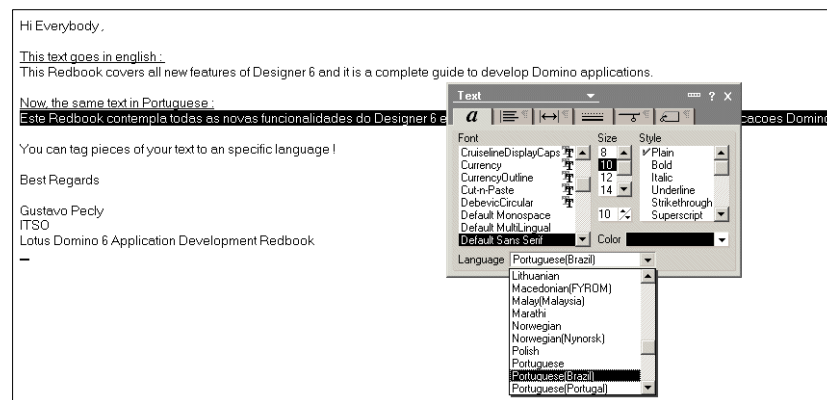 Hi Everybody ,
This text goes in english :
This Redbook covers all new features of Designer 6 and it is a complete guide to develop Domino applications.
Now, the same text in Portuguese :
Este Redbook contempla todas as novas funcionalidades do Designer 6 e
cacoes Domino
You can tag pieces of your text to an specific language !
Best Regards
Gustavo Pecly
ITSO
Lotus Domino 6 Application Development Redbook
Text
? X
a
Font
CruiselineDisplayCaps
Currency
CurrencyOutline
Cut-n-Paste
DebevicCircular
Default Monospace
Default MultiLingual
Default Sans Serif
Size
8
10
12
14
10
Style
Plain
Bold
Italic
Underline
Strikethrough
Superscript
Color
Language Portuguese(Brazil)
Lithuanian
Macedonian(FYROM)
Malay(Malaysia)
Marathi
Norwegian
Norwegian(Nynorsk)
Polish
Portuguese
Portuguese(Brazil)
Portuguese(Portugal)